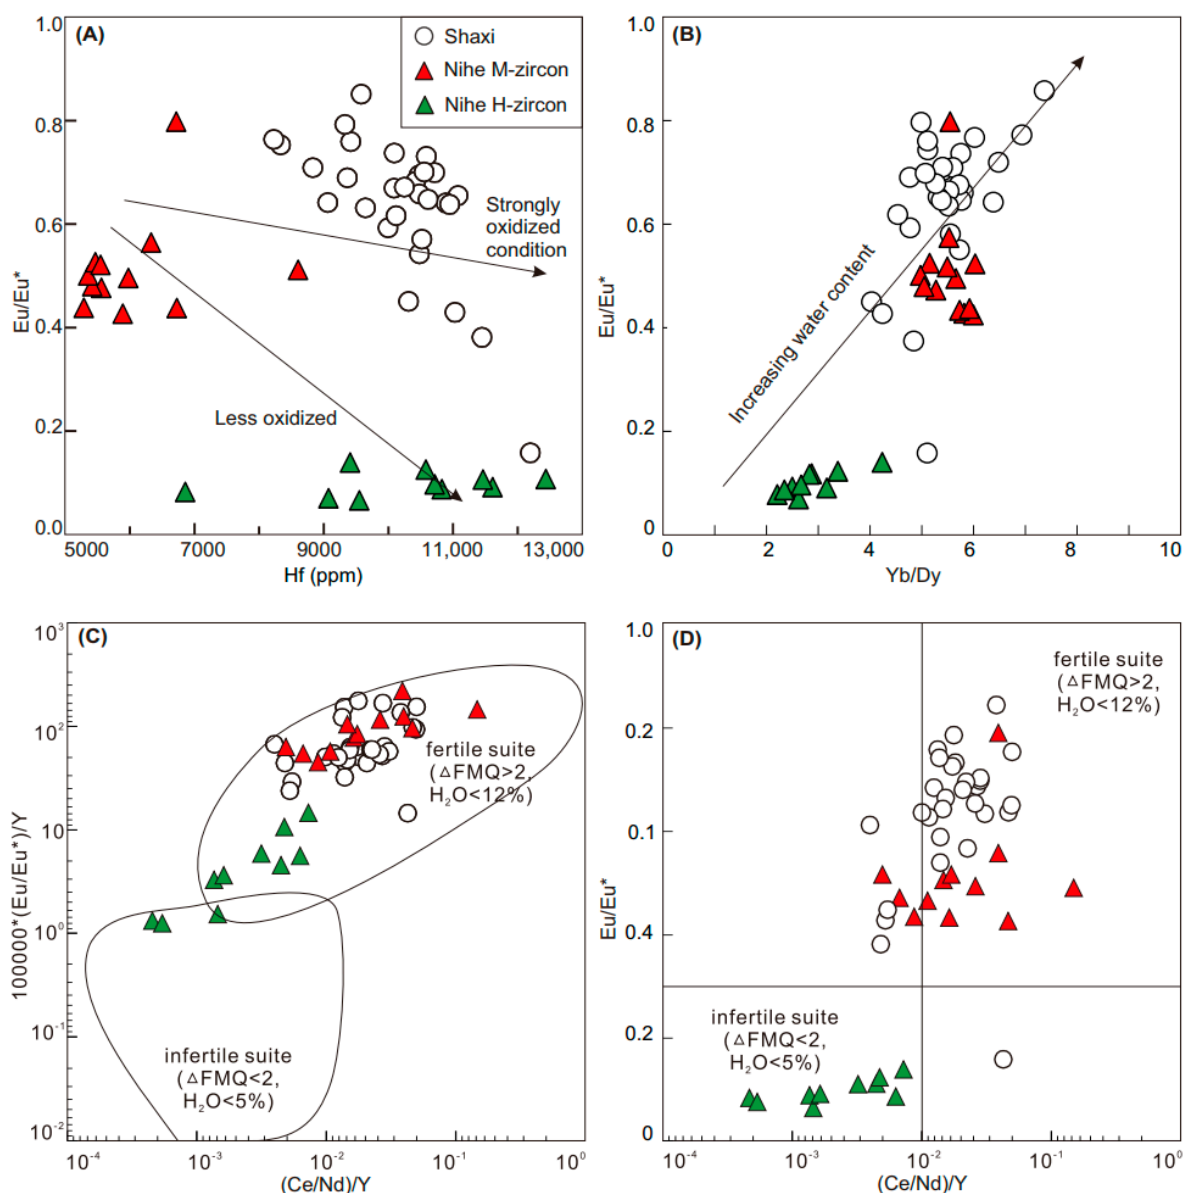 (A)
Shaxi
Nihe M-zircon
Nihe H-zircon
Strongly
oxidized
condition
Less oxidized
1.0
0.8
0.6
0.4
0.2
0.0
Eu/Eu*
5000 7000 9000 11,000 13,000
Hf (ppm)
(B)
Increasing water content
1.0
0.8
0.6
0.4
0.2
0
Eu/Eu*
0 2 4 6 8 10
Yb/Dy
(C)
fertile suite
(△FMQ>2,
H₂O<12%)
infertile suite
(△FMQ<2,
H₂O<5%)
10³
10²
10¹
10⁰
10⁻¹
10⁻²
100000*(Eu/Eu*)/Y
10⁻⁴ 10⁻³ 10⁻² 10⁻¹ 10⁰
(Ce/Nd)/Y
(D)
fertile suite
(△FMQ>2,
H₂O<12%)
infertile suite
(△FMQ<2,
H₂O<5%)
1.0
0.2
0.1
0.4
0.2
0
Eu/Eu*
10⁻⁴ 10⁻³ 10⁻² 10⁻¹ 10⁰
(Ce/Nd)/Y